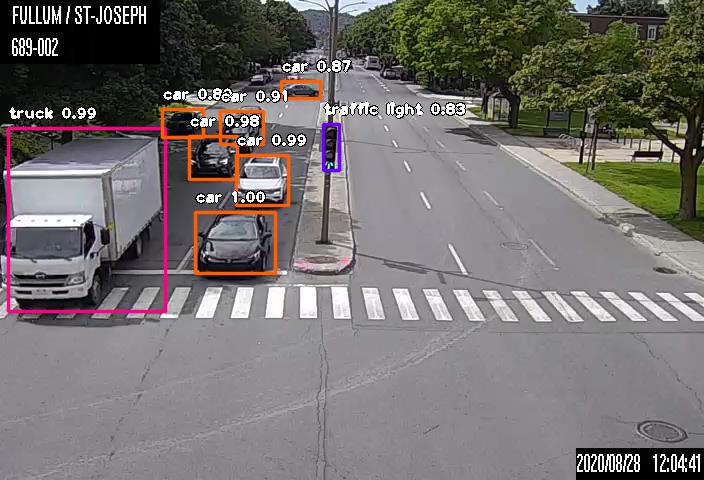 FULLUM / ST-JOSEPH
689-002
car 0.87
car 0.91
truck 0.99
car 0.98
traffic light 0.83
car 0.99
car 1.00
2020/08/28 12:04:41